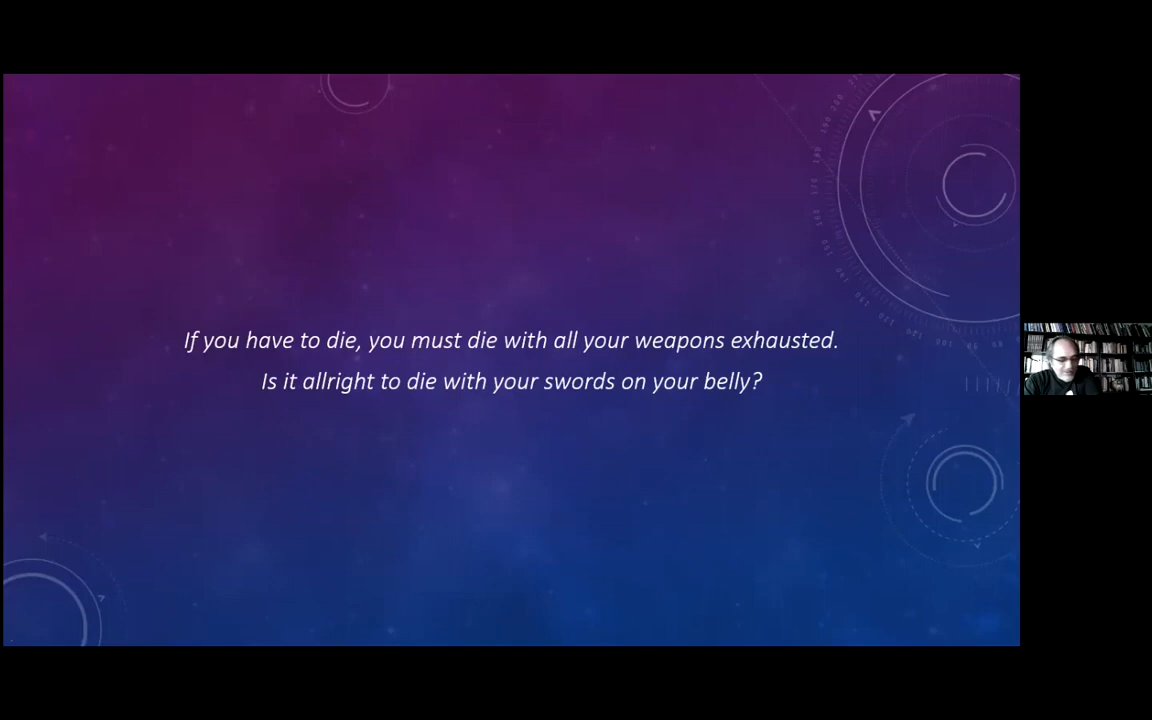 If you have to die, you must die with all your weapons exhausted.
Is it allright to die with your swords on your belly?